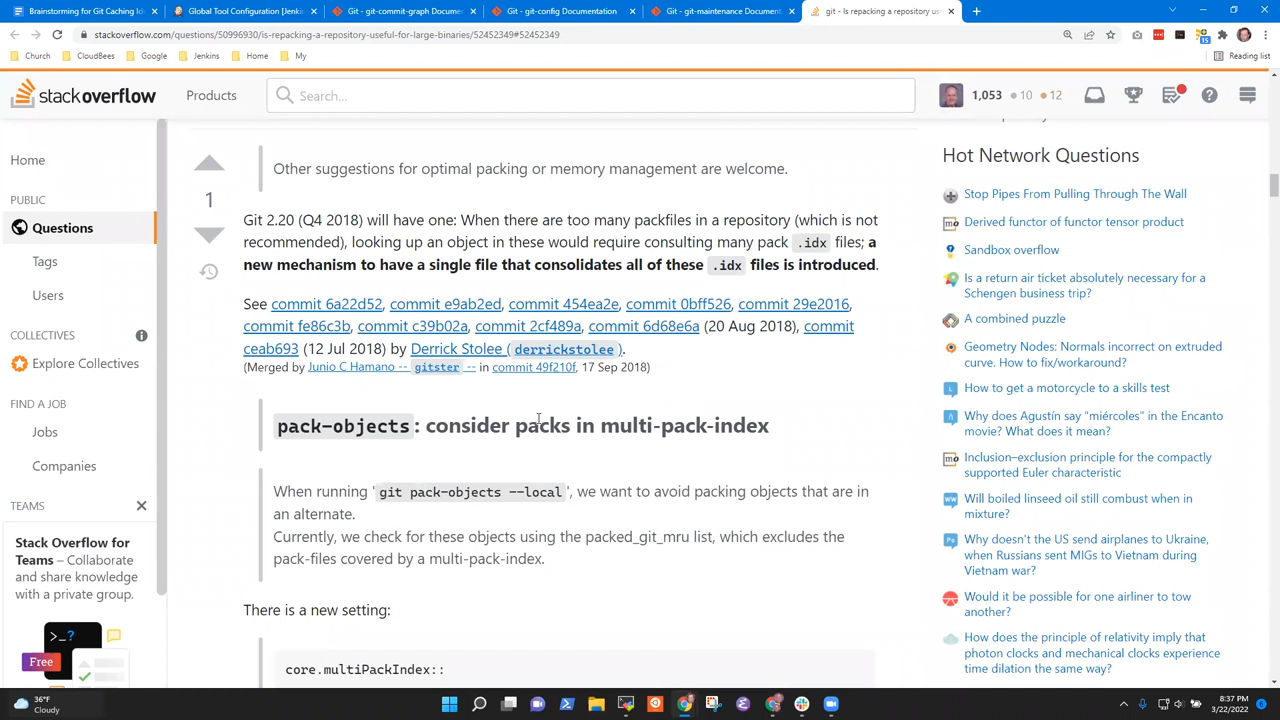 Brainstorming for Git Caching Ide
Global Tool Configuration [Jenkin
Git - git-commit-graph Documen
Git - git-config Documentation
Git - git-maintenance Document
git - Is repacking a repository use
stackoverflow.com/questions/50996930/is-repacking-a-repository-useful-for-large-binaries/52452349#52452349
Church
CloudBees
Google
Jenkins
Home
My
Reading list
stackoverflow
Products
Search...
1,053
10
12
Home
PUBLIC
Questions
Tags
Users
COLLECTIVES
Explore Collectives
FIND A JOB
Jobs
Companies
TEAMS
Stack Overflow for
Teams – Collaborate
and share knowledge
with a private group.
>_?
Free
1
Other suggestions for optimal packing or memory management are welcome.
Git 2.20 (Q4 2018) will have one: When there are too many packfiles in a repository (which is not
recommended), looking up an object in these would require consulting many pack .idx files; a
new mechanism to have a single file that consolidates all of these .idx files is introduced.
See commit 6a22d52, commit e9ab2ed, commit 454ea2e, commit 0bff526, commit 29e2016,
commit fe86c3b, commit c39b02a, commit 2cf489a, commit 6d68e6a (20 Aug 2018), commit
ceab693 (12 Jul 2018) by Derrick Stolee (derrickstolee).
(Merged by Junio C Hamano -- gitster -- in commit 49f210f, 17 Sep 2018)
pack-objects: consider packs in multi-pack-index
When running 'git pack-objects --local', we want to avoid packing objects that are in
an alternate.
Currently, we check for these objects using the packed_git_mru list, which excludes the
pack-files covered by a multi-pack-index.
There is a new setting:
core.multiPackIndex::
Hot Network Questions
Stop Pipes From Pulling Through The Wall
Derived functor of functor tensor product
Sandbox overflow
Is a return air ticket absolutely necessary for a
Schengen business trip?
A combined puzzle
Geometry Nodes: Normals incorrect on extruded
curve. How to fix/workaround?
How to get a motorcycle to a skills test
Why does Agustín say "miércoles" in the Encanto
movie? What does it mean?
Inclusion–exclusion principle for the compactly
supported Euler characteristic
Will boiled linseed oil still combust when in
mixture?
Why doesn't the US send airplanes to Ukraine,
when Russians sent MIGs to Vietnam during
Vietnam war?
Would it be possible for one airliner to tow
another?
How does the principle of relativity imply that
photon clocks and mechanical clocks experience
time dilation the same way?
36°F
Cloudy
8:37 PM
3/22/2022